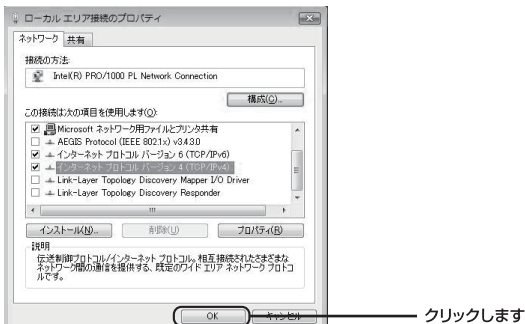 ローカル エリア接続のプロパティ
ネットワーク 共有
接続の方法:
Intel(R) PRO/1000 PL Network Connection
構成(C)...
この接続は次の項目を使用します(O):
Microsoft ネットワーク用ファイルとプリンタ共有
AEGIS Protocol (IEEE 802.1x) v3.4.3.0
インターネット プロトコル バージョン 6 (TCP/IPv6)
インターネット プロトコル バージョン 4 (TCP/IPv4)
Link-Layer Topology Discovery Mapper I/O Driver
Link-Layer Topology Discovery Responder
インストール(N)... 削除(U) プロパティ(R)
説明
伝送制御プロトコル/インターネット プロトコル。相互接続されたさまざまな
ネットワーク間の通信を提供する、既定のワイド エリア ネットワーク プロトコ
ルです。
OK キャンセル
クリックします